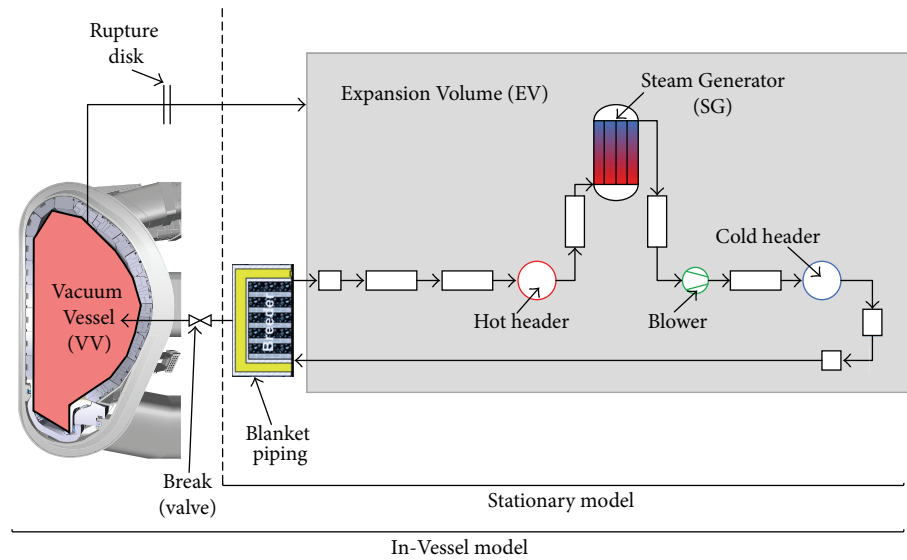 Rupture
disk
Expansion Volume (EV)
Steam Generator
(SG)
Cold header
Vacuum
Vessel
(VV)
Breeder
Hot header
Blower
Blanket
piping
Break
(valve)
Stationary model
In-Vessel model